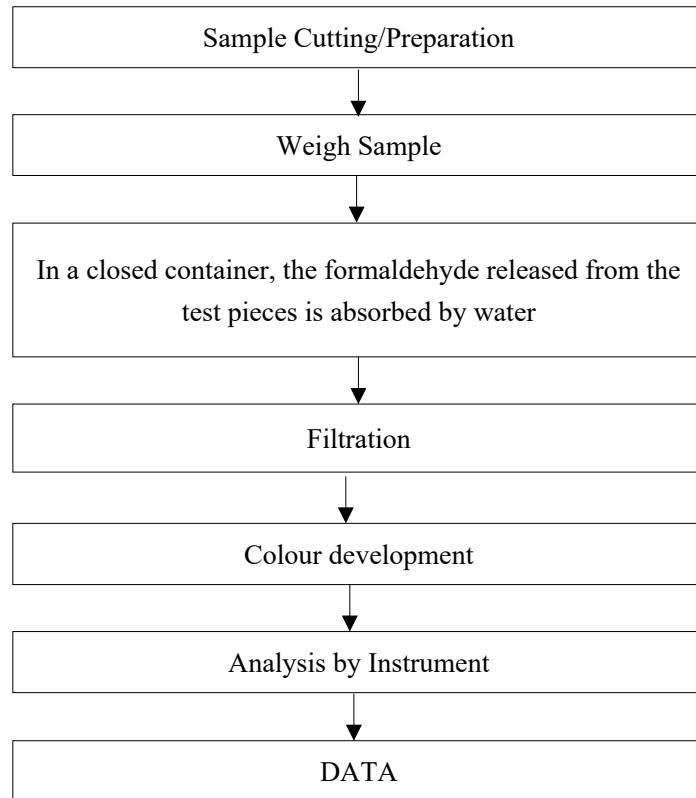 Sample Cutting/Preparation
Weigh Sample
In a closed container, the formaldehyde released from the
test pieces is absorbed by water
Filtration
Colour development
Analysis by Instrument
DATA